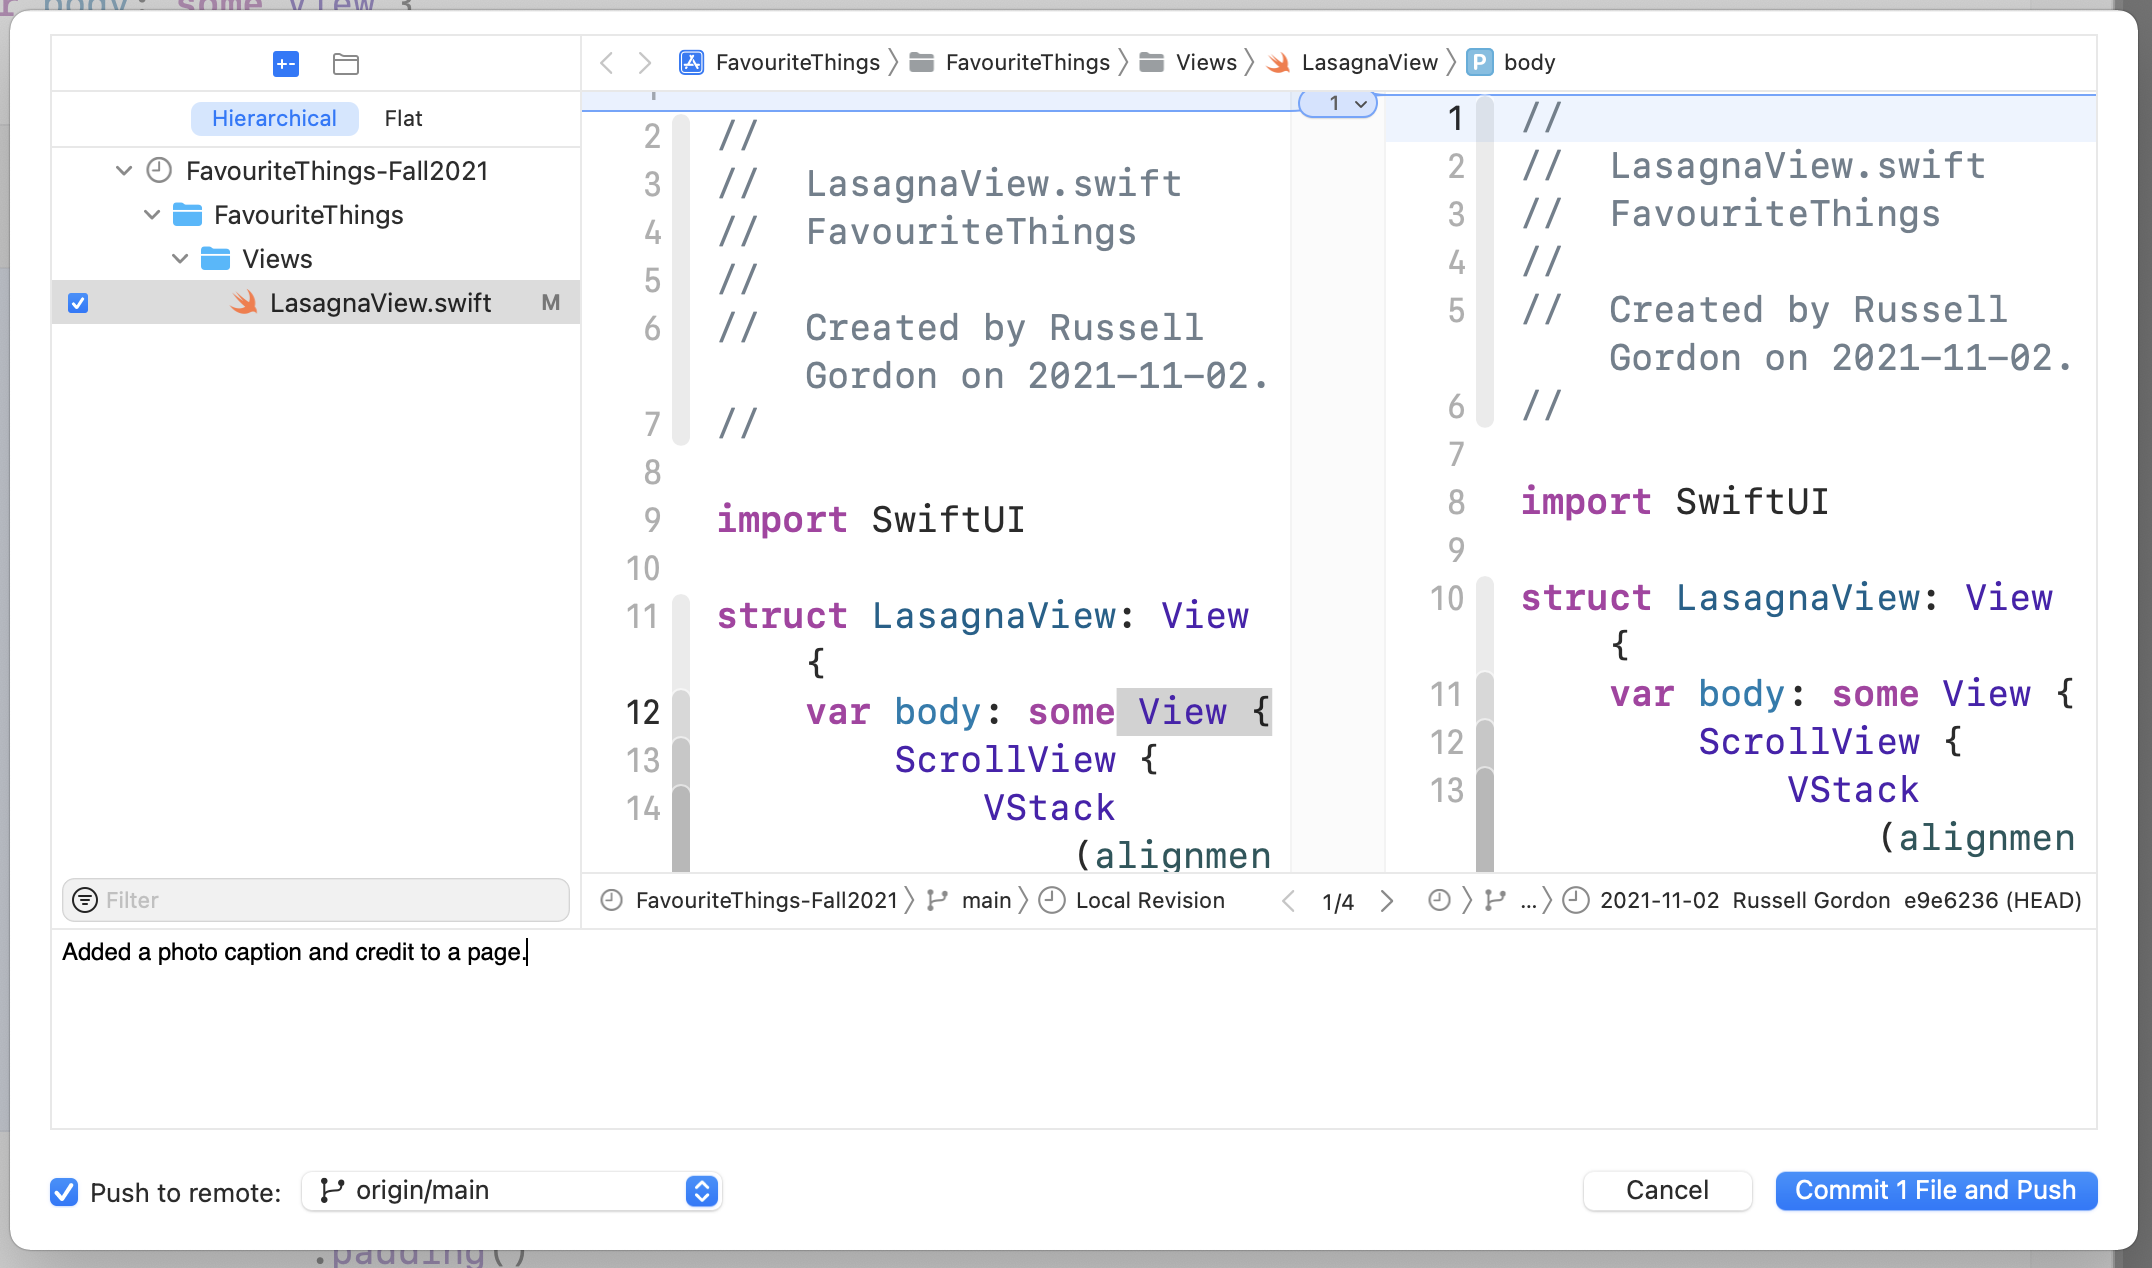 FavouriteThings FavouriteThings Views LasagnaView P body
Hierarchical Flat
FavouriteThings-Fall2021
FavouriteThings
Views
LasagnaView.swift M
Filter
1
2 //
3 // LasagnaView.swift
4 // FavouriteThings
5 //
6 // Created by Russell
Gordon on 2021-11-02.
7 //
8
9 import SwiftUI
10
11 struct LasagnaView: View
{
12 var body: some View {
13 ScrollView {
14 VStack
(alignmen
1
1 //
2 // LasagnaView.swift
3 // FavouriteThings
4 //
5 // Created by Russell
Gordon on 2021-11-02.
6 //
7
8 import SwiftUI
9
10 struct LasagnaView: View
{
11 var body: some View {
12 ScrollView {
13 VStack
(alignmen
FavouriteThings-Fall2021 main Local Revision 1/4 ... 2021-11-02 Russell Gordon e9e6236 (HEAD)
Added a photo caption and credit to a page.
Push to remote: origin/main Cancel Commit 1 File and Push
.padding()